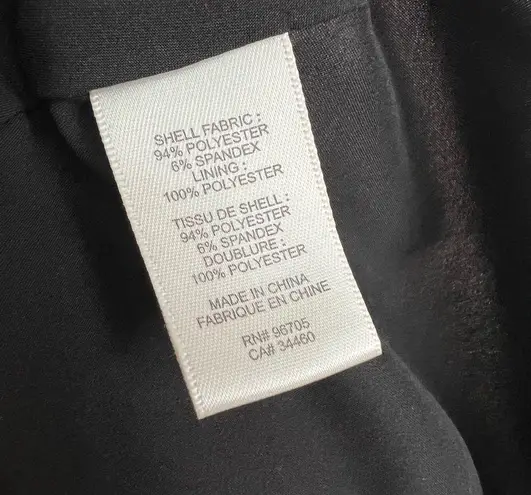 SHELL FABRIC :
94% POLYESTER
6% SPANDEX
LINING :
100% POLYESTER
TISSU DE SHELL :
94% POLYESTER
6% SPANDEX
DOUBLURE :
100% POLYESTER
MADE IN CHINA
FABRIQUE EN CHINE
RN# 96705
CA# 34460